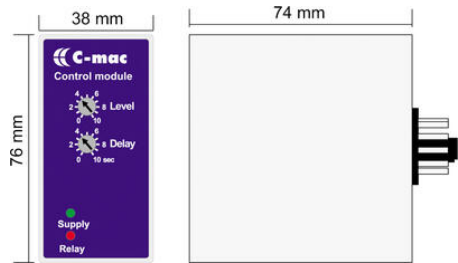 38 mm
74 mm
76 mm
C-mac
Control module
4 6
2 8 Level
0 10
4 6
2 8 Delay
0 10 sec
Supply
Relay